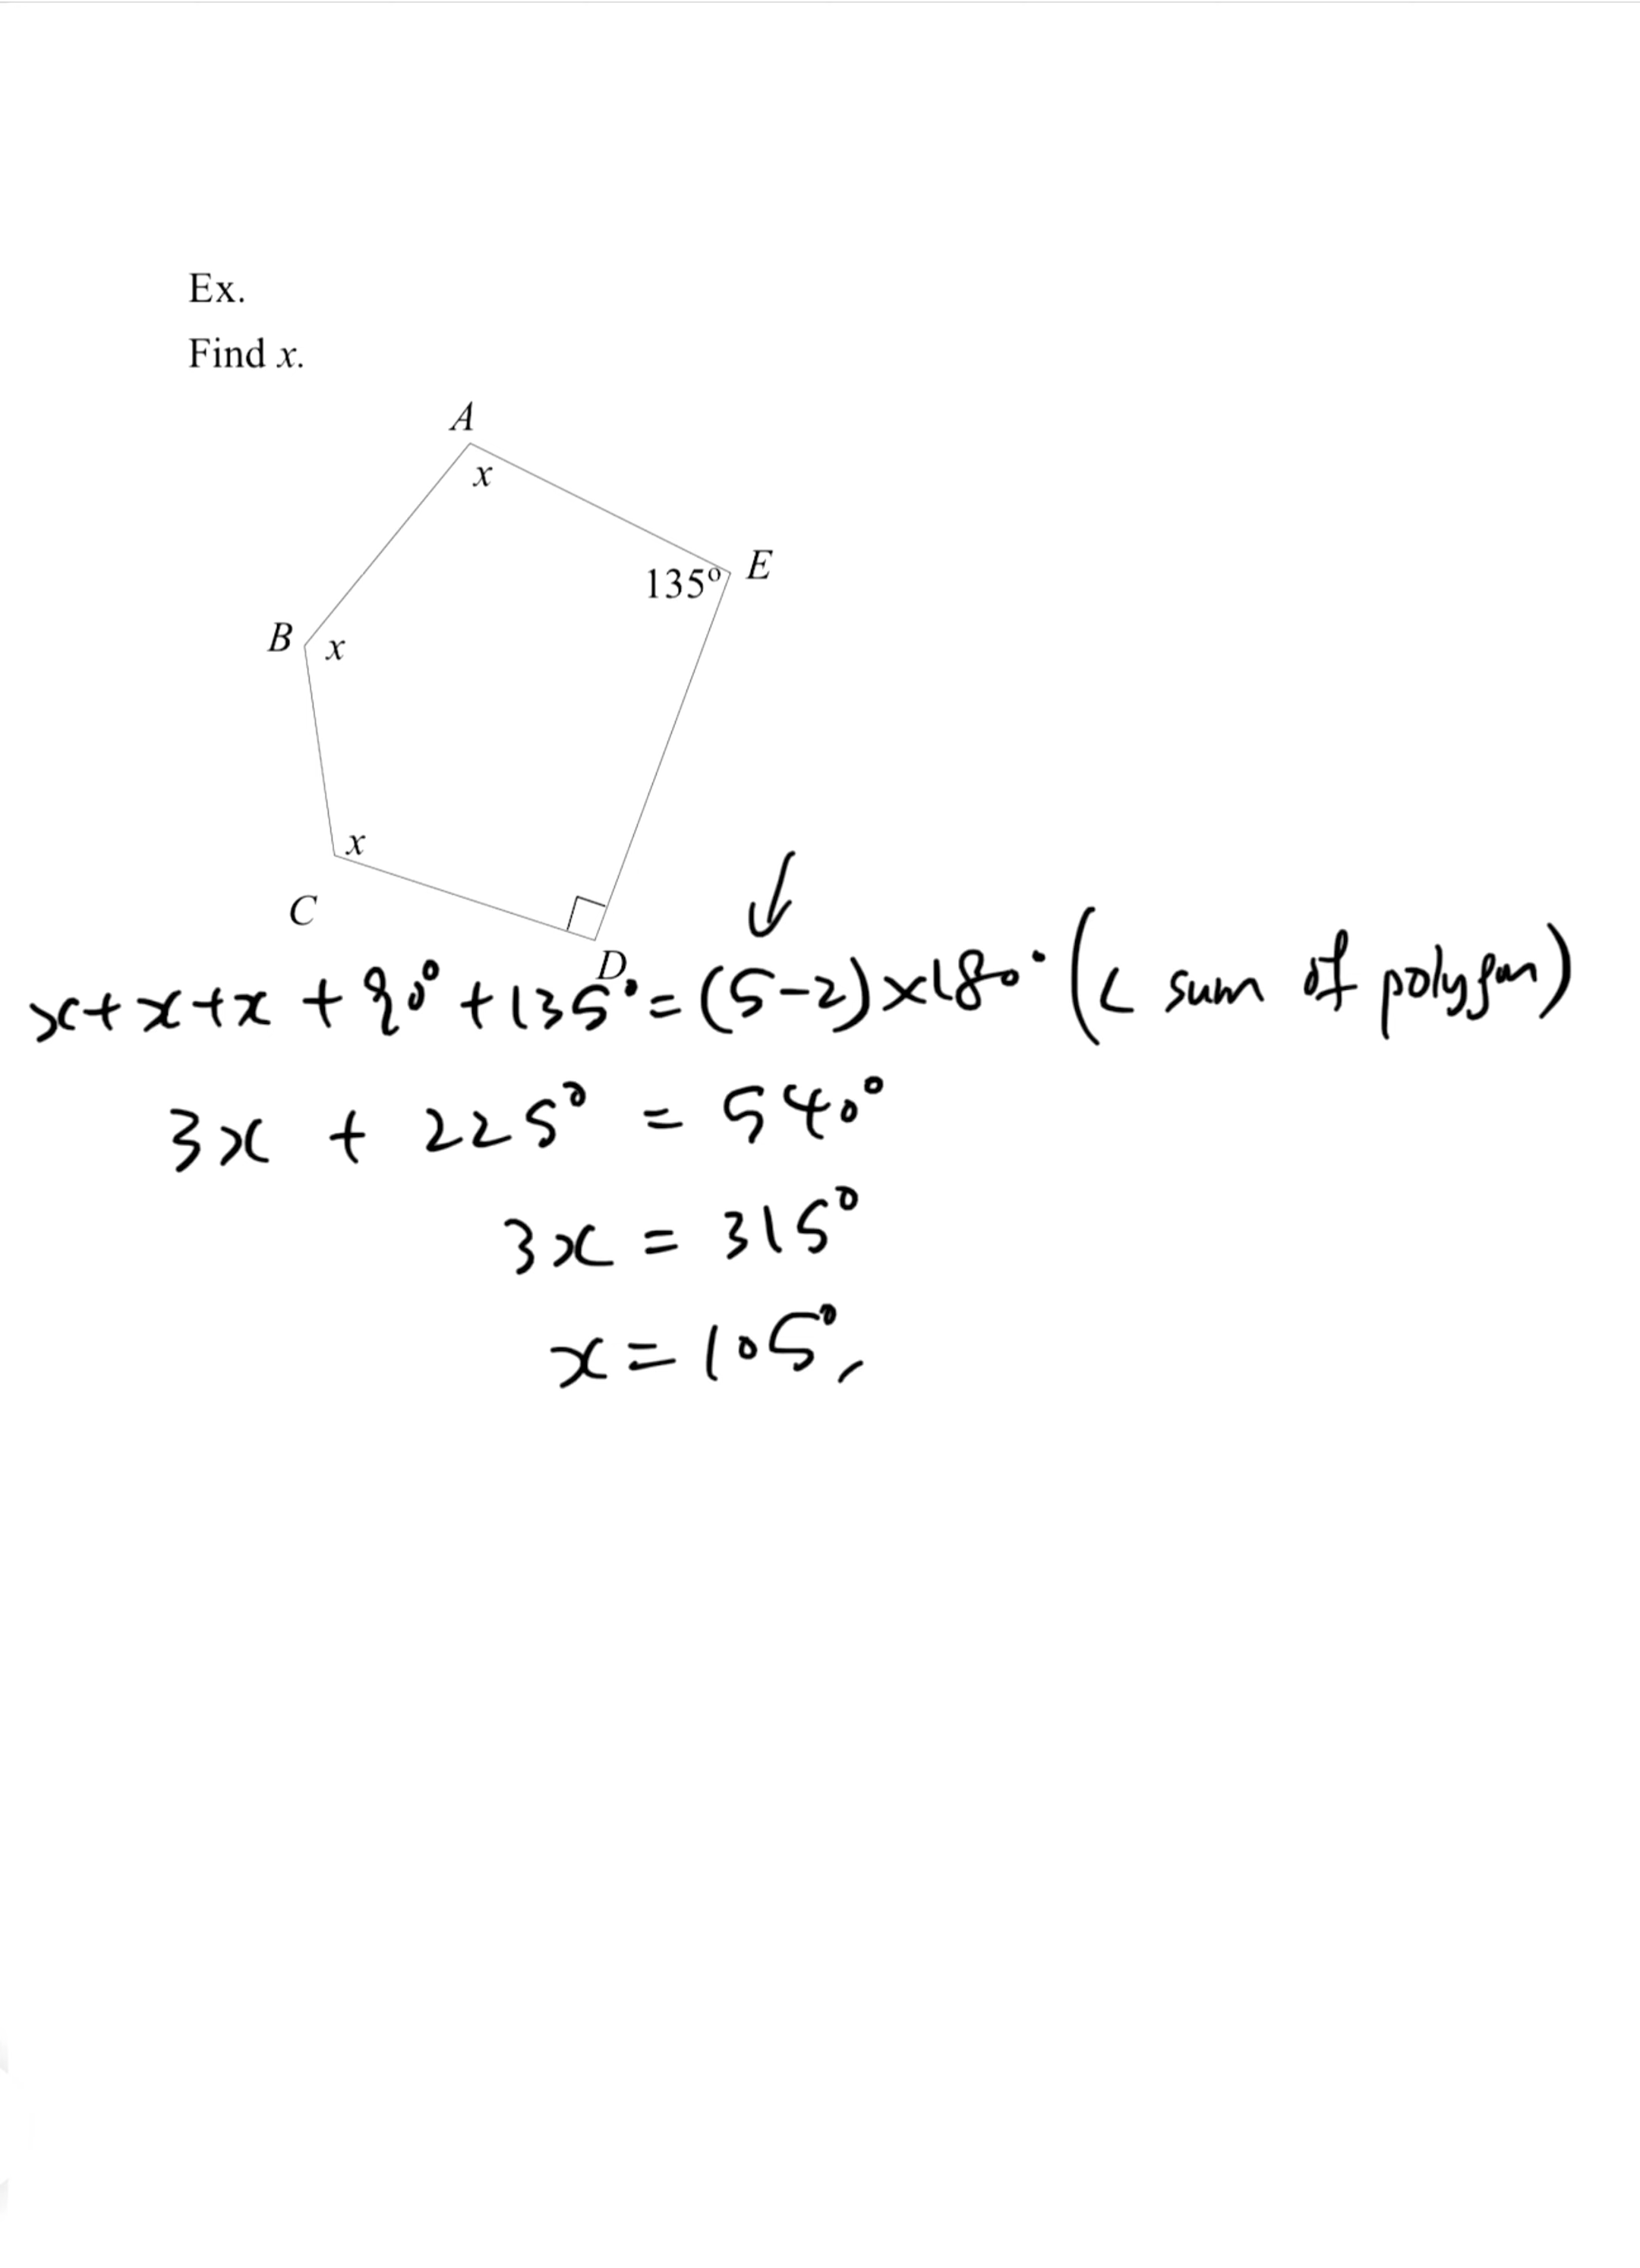 Ex.
Find x.
A
x
E
135°
B
x
x
C
D
x+x+x+90°+135°=(5-2)×180° (∠ sum of polygon)
3x + 225° = 540°
3x = 315°
x = 105°